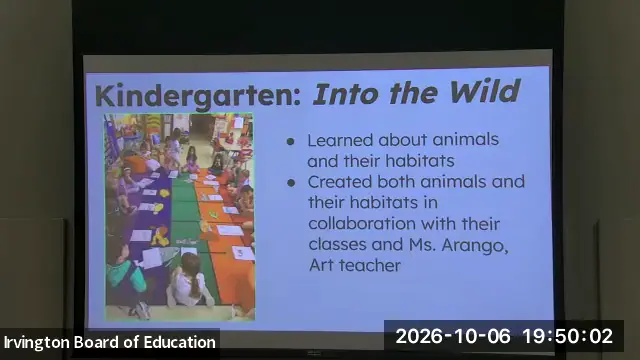 Kindergarten: Into the Wild
● Learned about animals
and their habitats
● Created both animals and
their habitats in
collaboration with their
classes and Ms. Arango,
Art teacher
Irvington Board of Education
2026-10-06 19:50:02